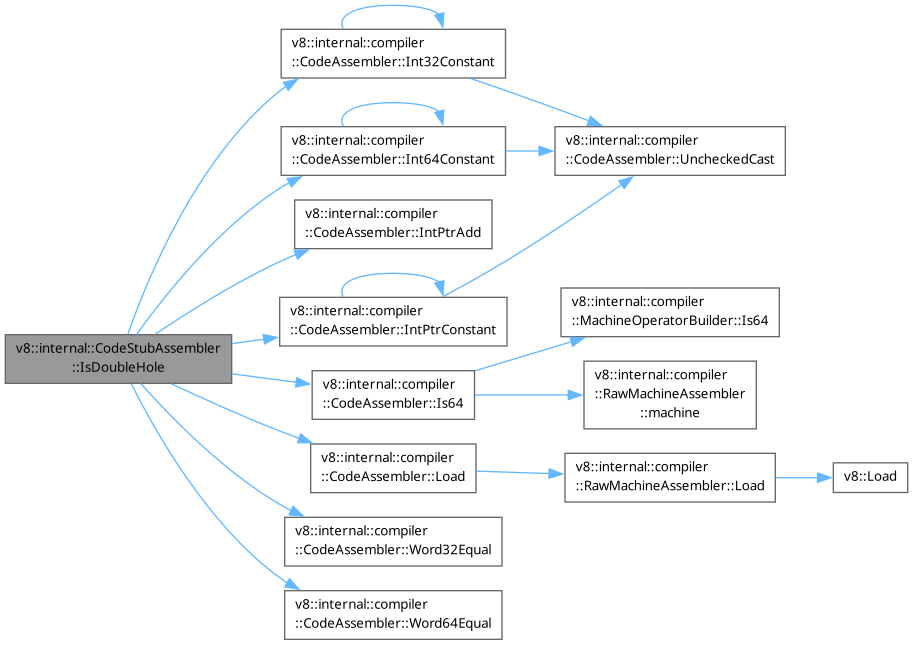 v8::internal::CodeStubAssembler
::IsDoubleHole
v8::internal::compiler
::CodeAssembler::Int32Constant
v8::internal::compiler
::CodeAssembler::Int64Constant
v8::internal::compiler
::CodeAssembler::IntPtrAdd
v8::internal::compiler
::CodeAssembler::IntPtrConstant
v8::internal::compiler
::CodeAssembler::Is64
v8::internal::compiler
::CodeAssembler::Load
v8::internal::compiler
::CodeAssembler::Word32Equal
v8::internal::compiler
::CodeAssembler::Word64Equal
v8::internal::compiler
::CodeAssembler::UncheckedCast
v8::internal::compiler
::MachineOperatorBuilder::Is64
v8::internal::compiler
::RawMachineAssembler
::machine
v8::internal::compiler
::RawMachineAssembler::Load
v8::Load